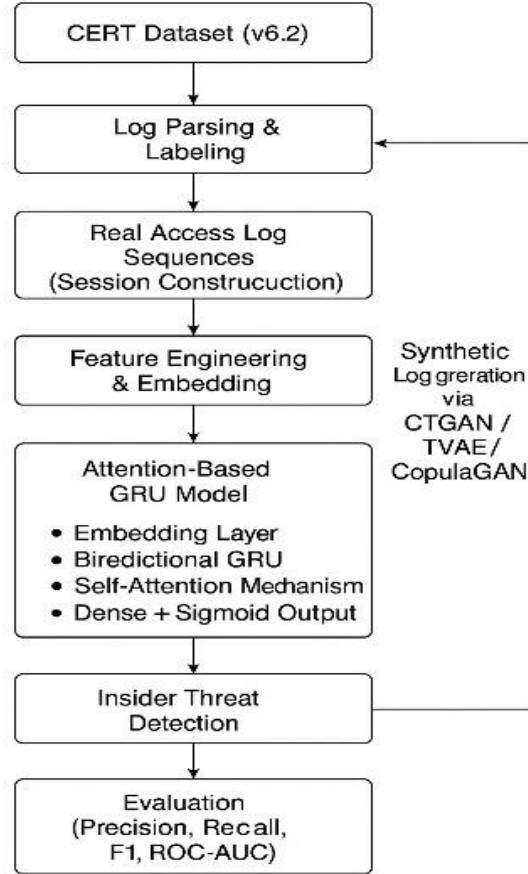 CERT Dataset (v6.2)
Log Parsing &
Labeling
Real Access Log
Sequences
(Session Construcuction)
Feature Engineering
& Embedding
Synthetic
Log greration
via
CTGAN /
TVAE/
CopulaGAN
Attention-Based
GRU Model
• Embedding Layer
• Biredictional GRU
• Self-Attention Mechanism
• Dense + Sigmoid Output
Insider Threat
Detection
Evaluation
(Precision, Recall,
F1, ROC-AUC)